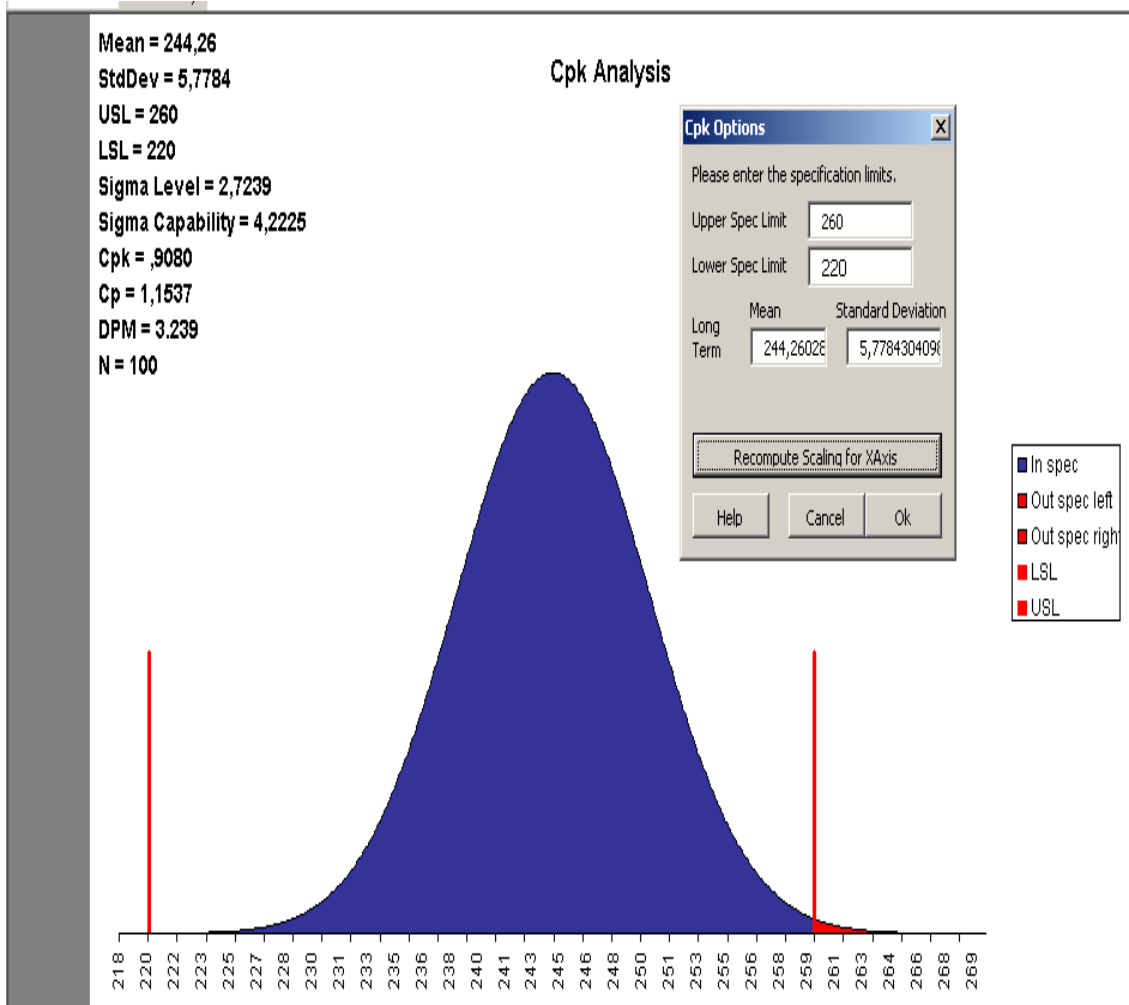 Mean = 244,26
StdDev = 5,7784
USL = 260
LSL = 220
Sigma Level = 2,7239
Sigma Capability = 4,2225
Cpk = ,9080
Cp = 1,1537
DPM = 3.239
N = 100
Cpk Analysis
Cpk Options
Please enter the specification limits.
Upper Spec Limit 260
Lower Spec Limit 220
Mean Standard Deviation
Long Term 244,26028 5,7784304098
Recompute Scaling for XAxis
Help Cancel Ok
In spec
Out spec left
Out spec right
LSL
USL
218 220 222 223 225 227 228 230 231 233 235 236 238 240 241 243 245 246 248 250 251 253 255 256 258 259 261 263 264 266 268 269